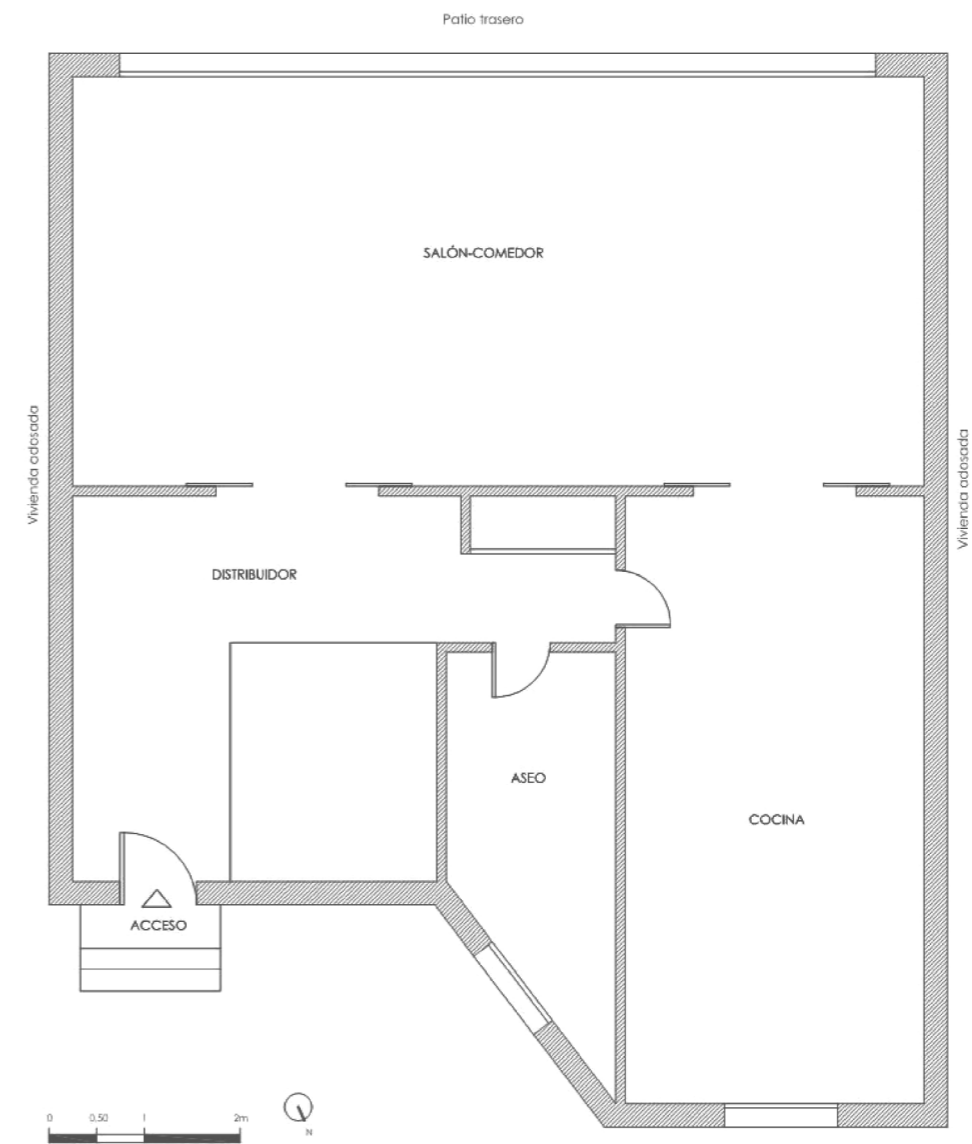 Patio trasero
SALÓN-COMEDOR
Vivienda adosada
Vivienda adosada
DISTRIBUIDOR
ASEO
COCINA
ACCESO
0 0.50 1 2m
N